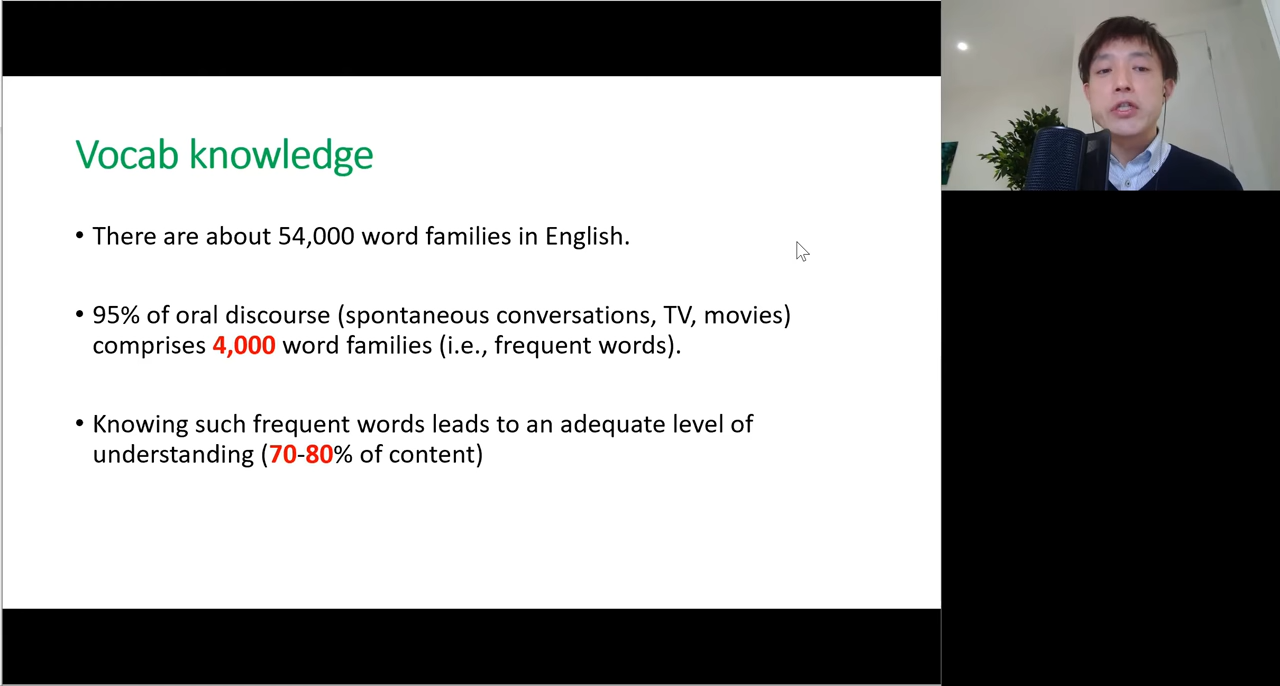 Vocab knowledge
• There are about 54,000 word families in English.
• 95% of oral discourse (spontaneous conversations, TV, movies)
comprises 4,000 word families (i.e., frequent words).
• Knowing such frequent words leads to an adequate level of
understanding (70-80% of content)